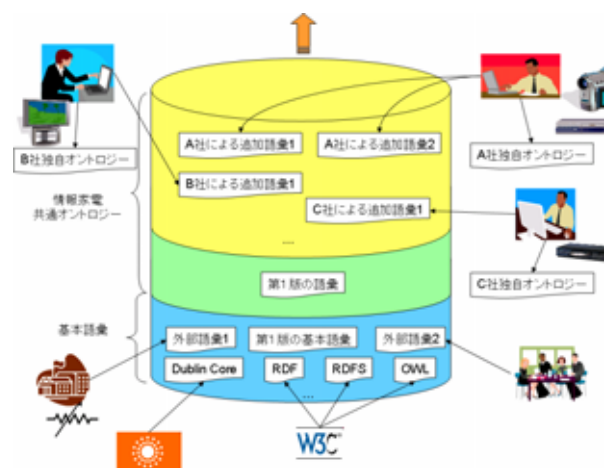 A社による追加語彙1
A社による追加語彙2
B社独自オントロジー
A社独自オントロジー
B社による追加語彙1
情報家電
共通オントロジー
C社による追加語彙1
...
第1版の語彙
C社独自オントロジー
基本語彙
外部語彙1
第1版の基本語彙
外部語彙2
Dublin Core
RDF
RDFS
OWL
...
W3C